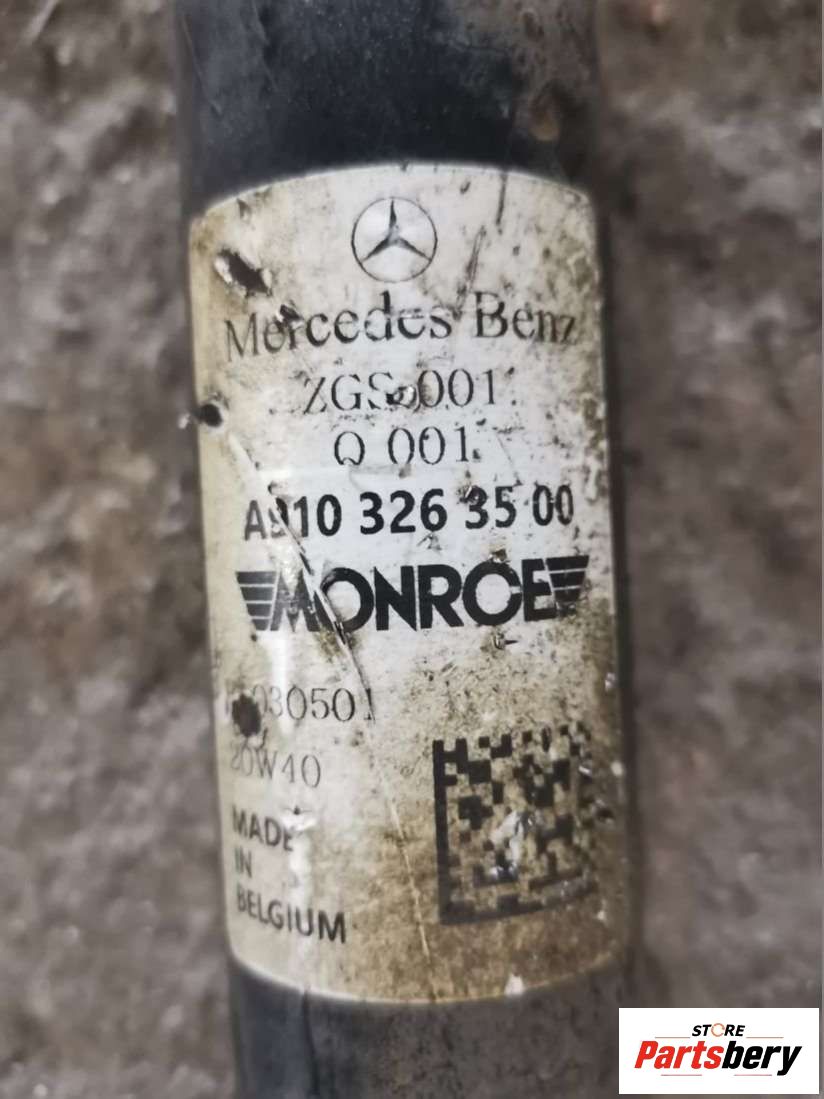 Mercedes Benz
ZGS 001
Q 001
A910 326 35 00
MONROE
030501
20W40
MADE
IN
BELGIUM
STORE
Partsbery